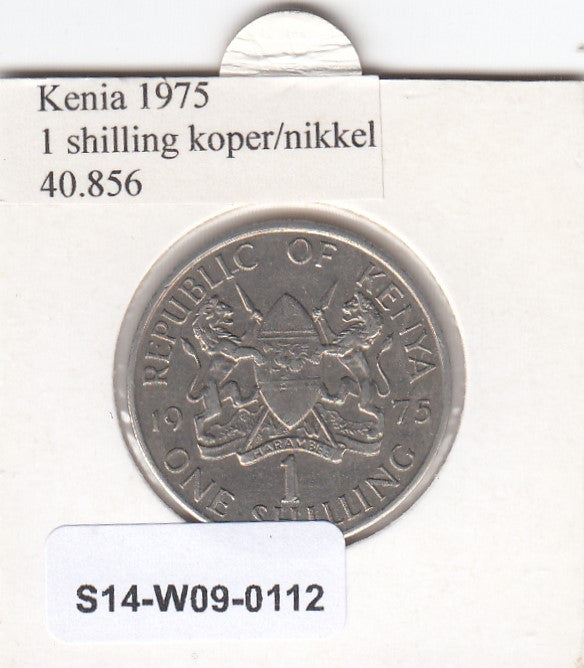 Kenia 1975
1 shilling koper/nikkel
40.856
REPUBLIC OF KENYA
19 75
HARAMBEE
1
ONE SHILLING
S14-W09-0112